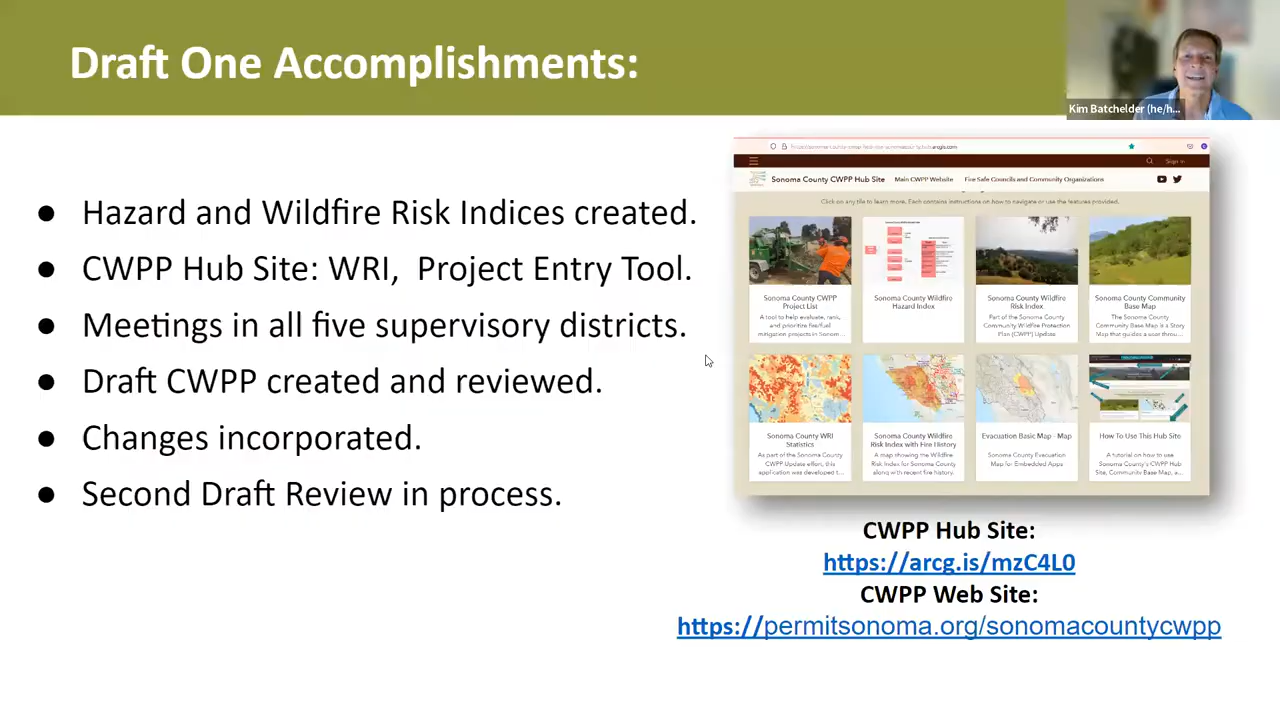 Draft One Accomplishments:
Kim Batchelder (he/h...
● Hazard and Wildfire Risk Indices created.
● CWPP Hub Site: WRI, Project Entry Tool.
● Meetings in all five supervisory districts.
● Draft CWPP created and reviewed.
● Changes incorporated.
● Second Draft Review in process.
Sign In
Sonoma County CWPP Hub Site Main CWPP Website Fire Safe Councils and Community Organizations
Click on any tile to learn more. Each contains instructions on how to navigate or use the features provided.
Sonoma County CWPP
Project List
A tool to help evaluate, rank,
and prioritize fire/fuel
mitigation projects in Sonom...
Sonoma County Wildfire
Hazard Index
Sonoma County Wildfire
Risk Index
Part of the Sonoma County
Community Wildfire Protection
Plan (CWPP) Update
Sonoma County Community
Base Map
The Sonoma County
Community Base Map is a Story
Map that guides a user throu...
Sonoma County WRI
Statistics
As part of the Sonoma County
CWPP Update effort, this
application was developed t...
Sonoma County Wildfire
Risk Index with Fire History
A map showing the Wildfire
Risk Index for Sonoma County
along with recent fire history.
Evacuation Basic Map - Map
Sonoma County Evacuation
Map for Embedded Apps
How To Use This Hub Site
A tutorial on how to use
Sonoma County's CWPP Hub
Site, Community Base Map, a...
CWPP Hub Site:
https://arcg.is/mzC4L0
CWPP Web Site:
https://permitsonoma.org/sonomacountycwpp